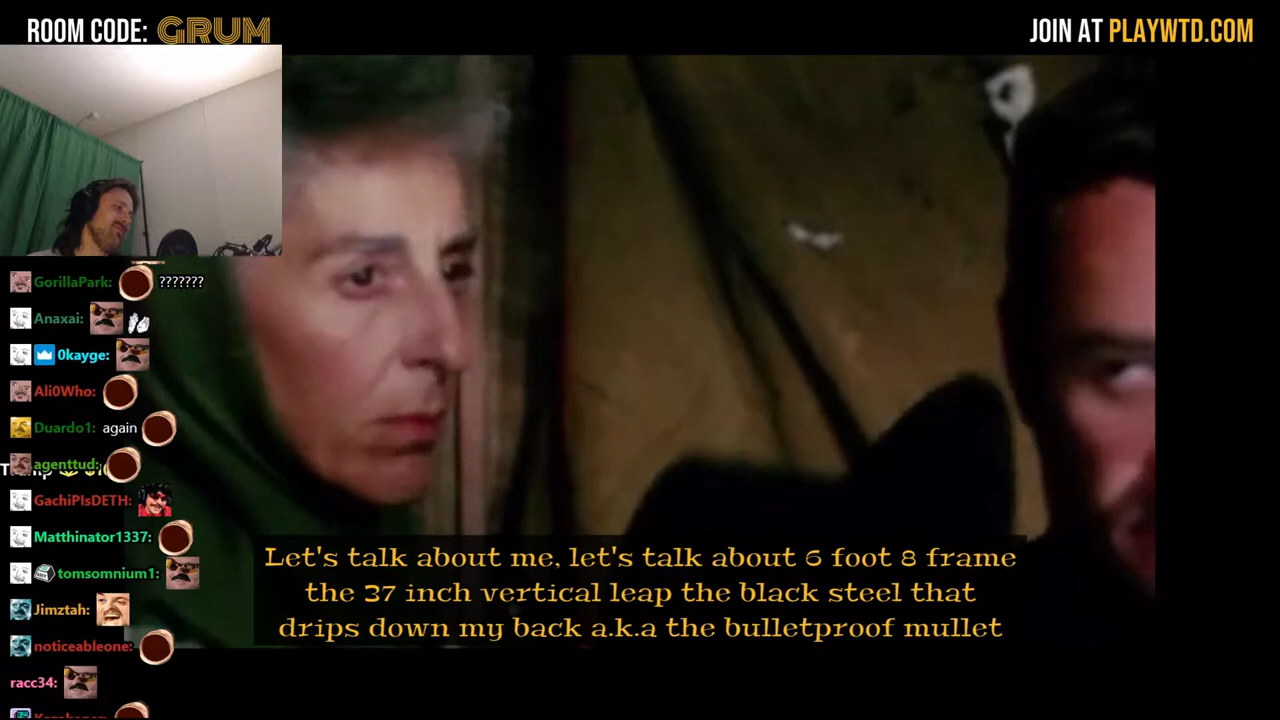 ROOM CODE: GRUM
JOIN AT PLAYWTD.COM
GorillaPark: ???????
Anaxai:
0kayge:
Ali0Who:
Duardo1: again
agenttud:
GachiPIsDETH:
Matthinator1337:
tomsomnium1:
Jimztah:
noticeableone:
racc34:
Let's talk about me, let's talk about 6 foot 8 frame
the 37 inch vertical leap the black steel that
drips down my back a.k.a the bulletproof mullet